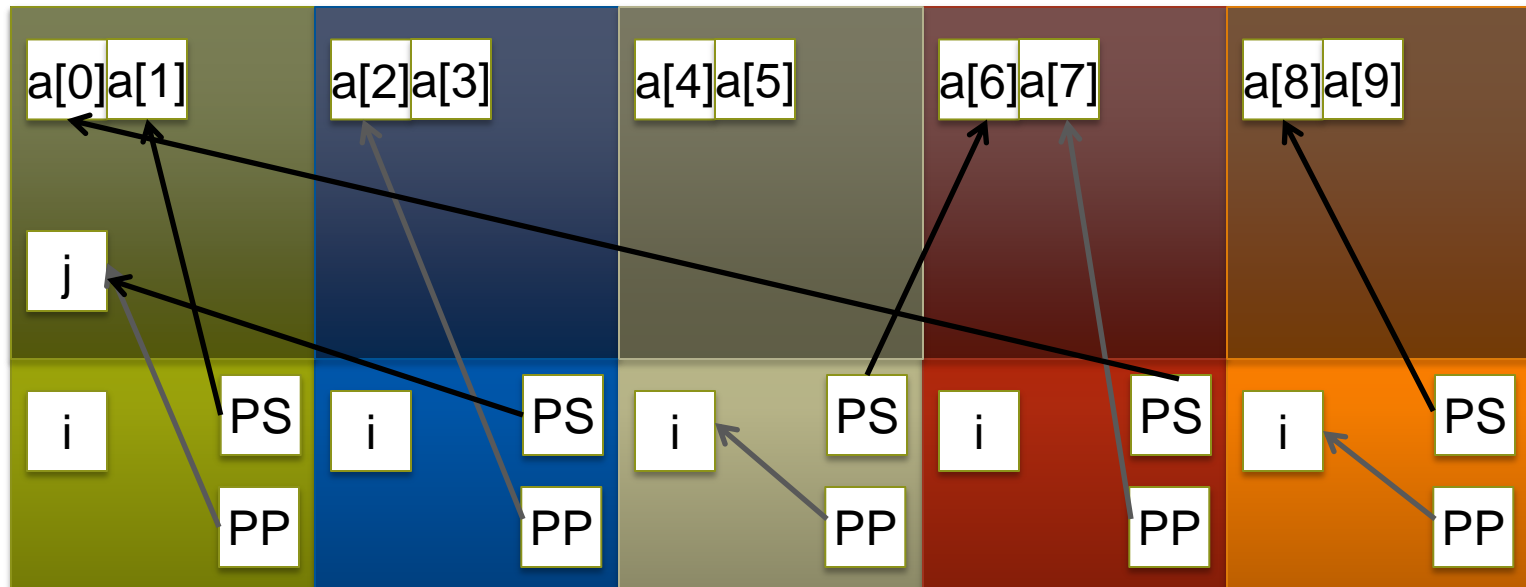 a[0] a[1] a[2] a[3] a[4] a[5] a[6] a[7] a[8] a[9]
j
i PS i PS i PS i PS i PS
PP PP PP PP PP